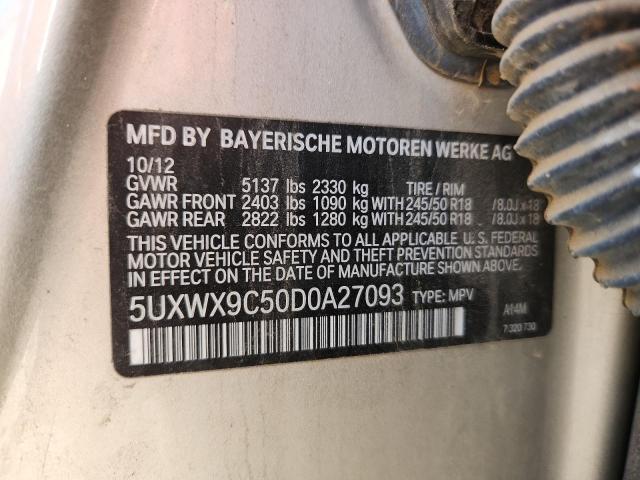 MFD BY BAYERISCHE MOTOREN WERKE AG
10/12
GVWR 5137 lbs 2330 kg TIRE / RIM
GAWR FRONT 2403 lbs 1090 kg WITH 245/50 R18 /8.0J x 18
GAWR REAR 2822 lbs 1280 kg WITH 245/50 R18 /8.0J x 18
THIS VEHICLE CONFORMS TO ALL APPLICABLE U. S. FEDERAL
MOTOR VEHICLE SAFETY AND THEFT PREVENTION STANDARDS
IN EFFECT ON THE DATE OF MANUFACTURE SHOWN ABOVE.
5UXWX9C50D0A27093 TYPE: MPV
A14M
7 320 730